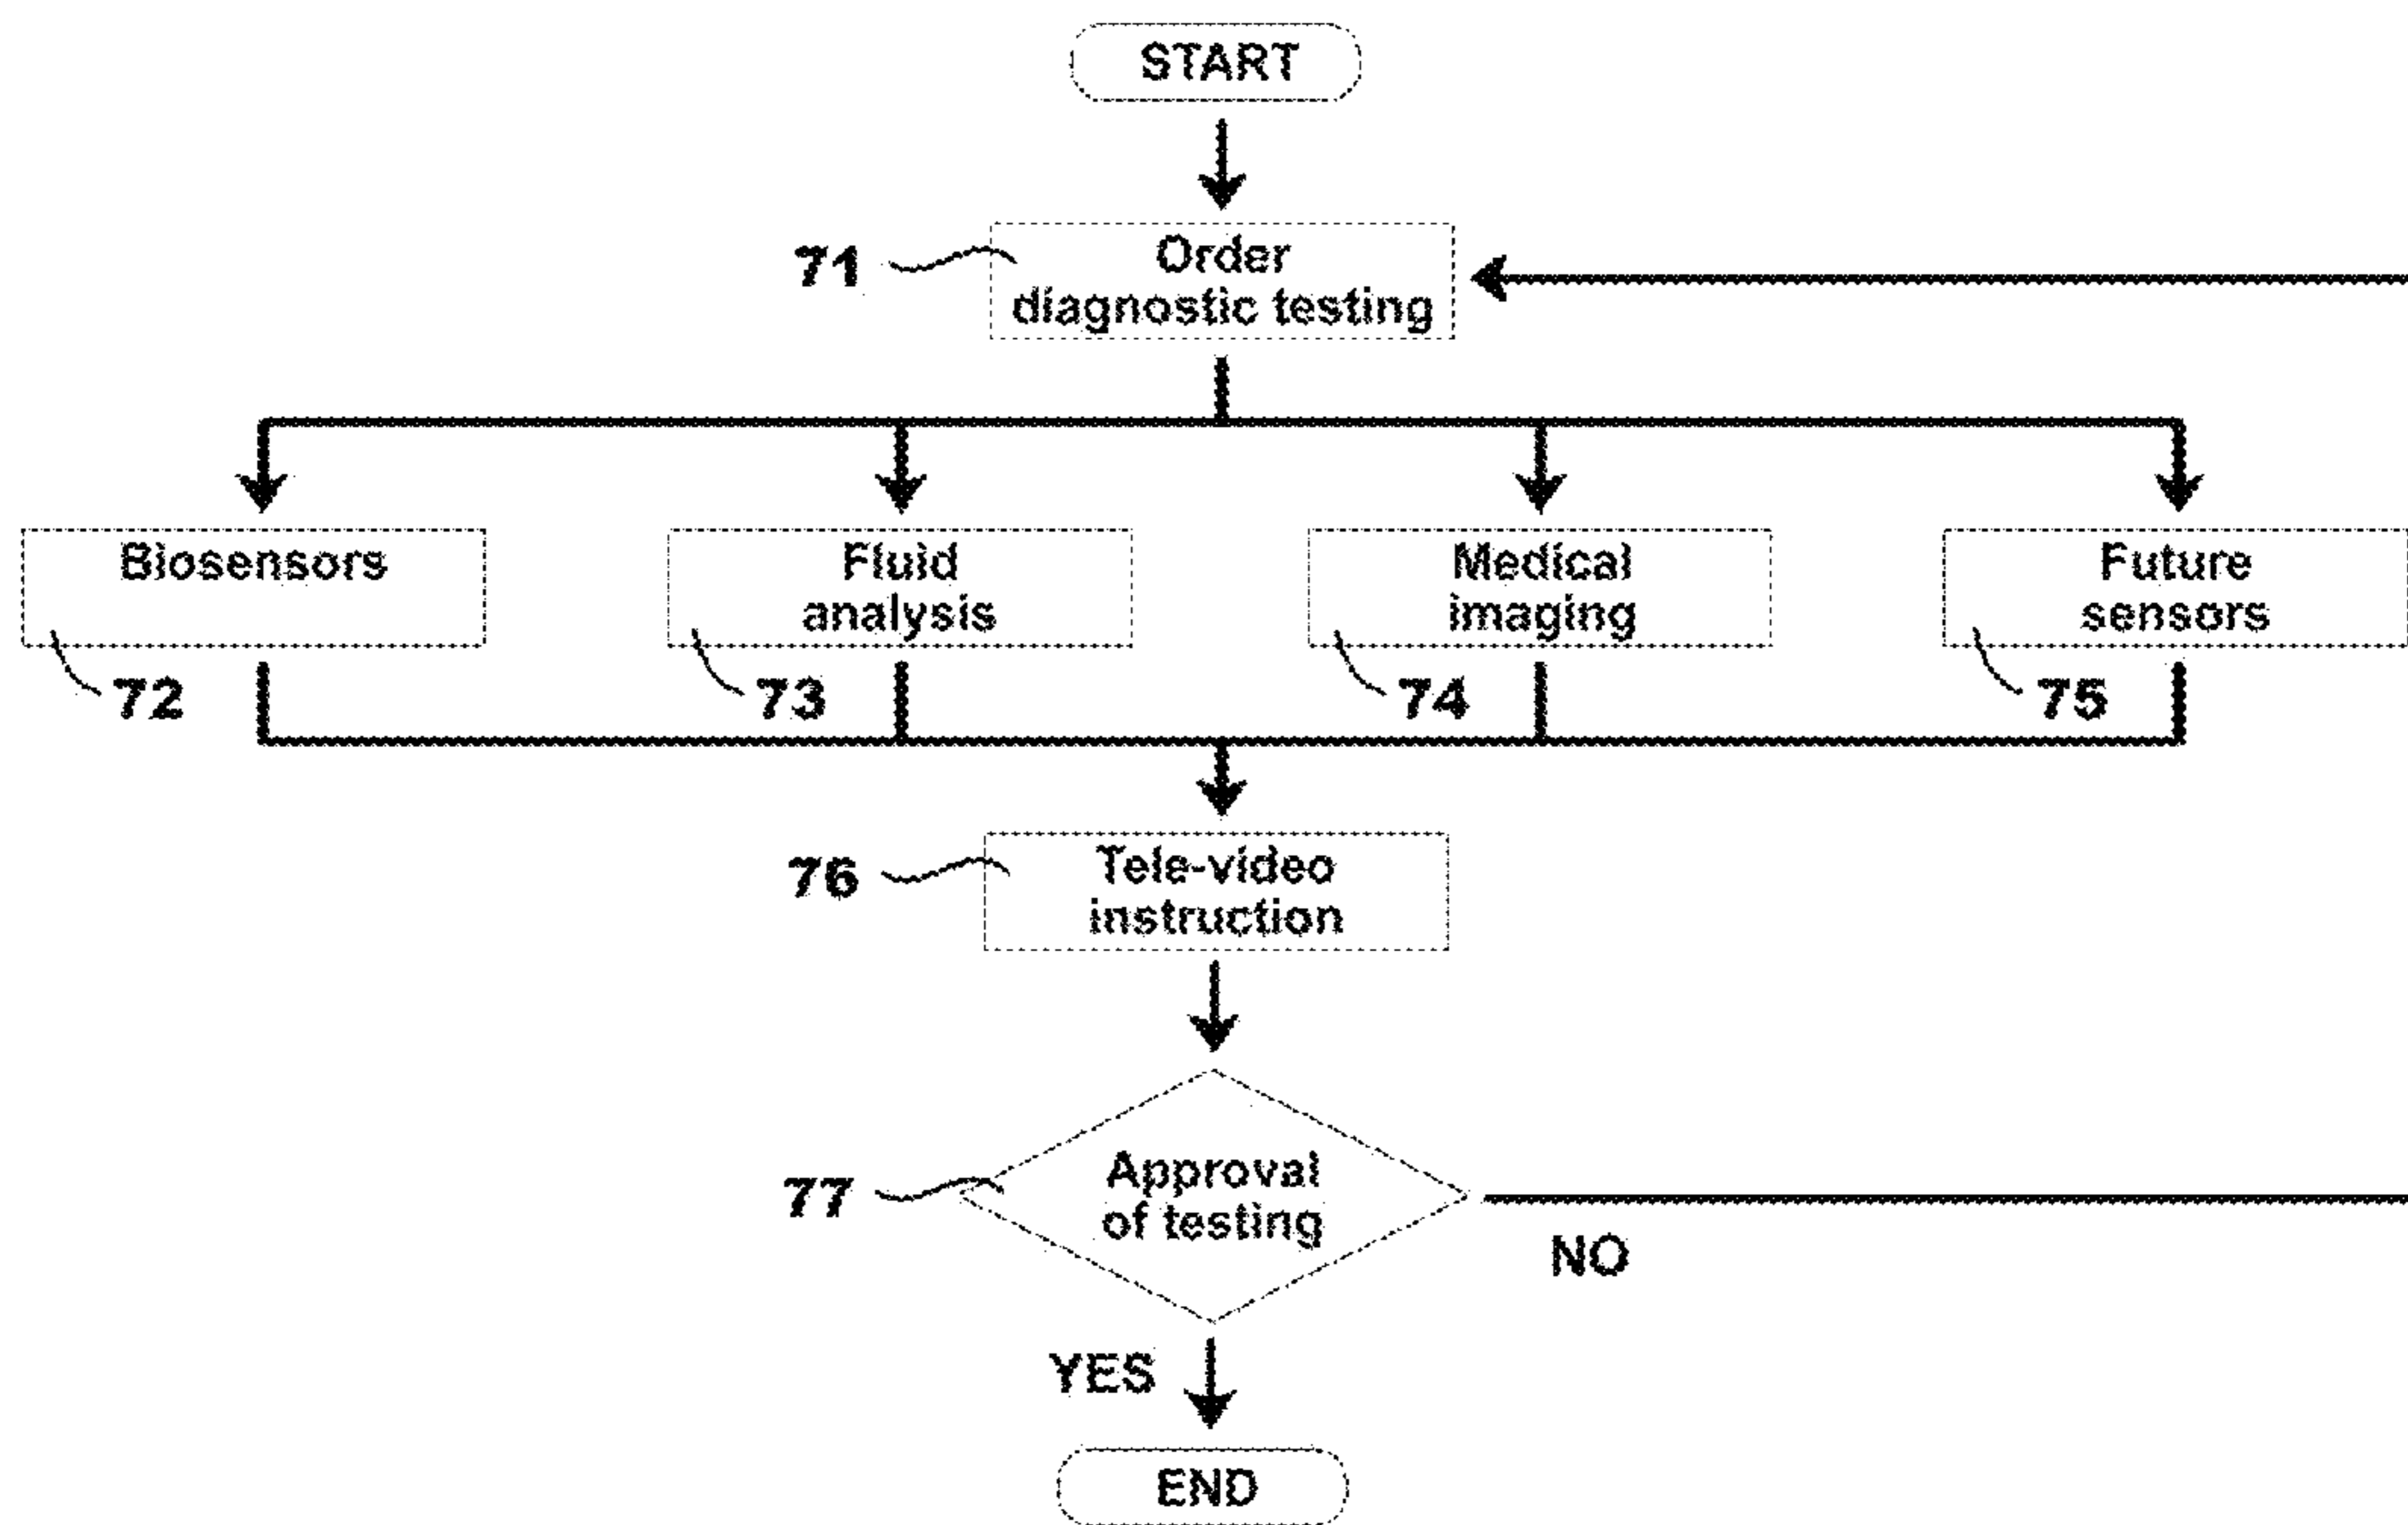 START
71
Order
diagnostic testing
Biosensors
Fluid
analysis
Medical
imaging
Future
sensors
72
73
74
75
76
Tele-video
instruction
77
Approval
of testing
NO
YES
END